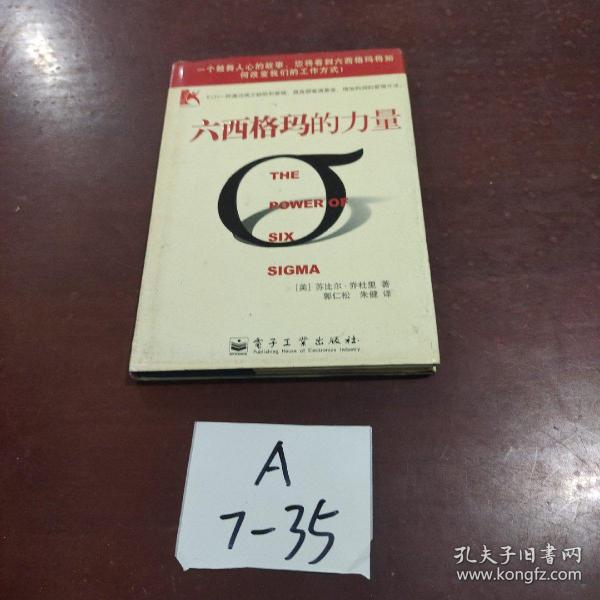 一个鼓舞人心的故事，您将看到六西格玛将如
何改变我们的工作方式！
六西格玛的力量
THE
POWER OF
SIX
SIGMA
［美］苏比尔·乔杜里 著
郭仁松 朱健 译
电子工业出版社
Publishing House of Electronics Industry
A
7-35
孔夫子旧书网
www.kongfz.com